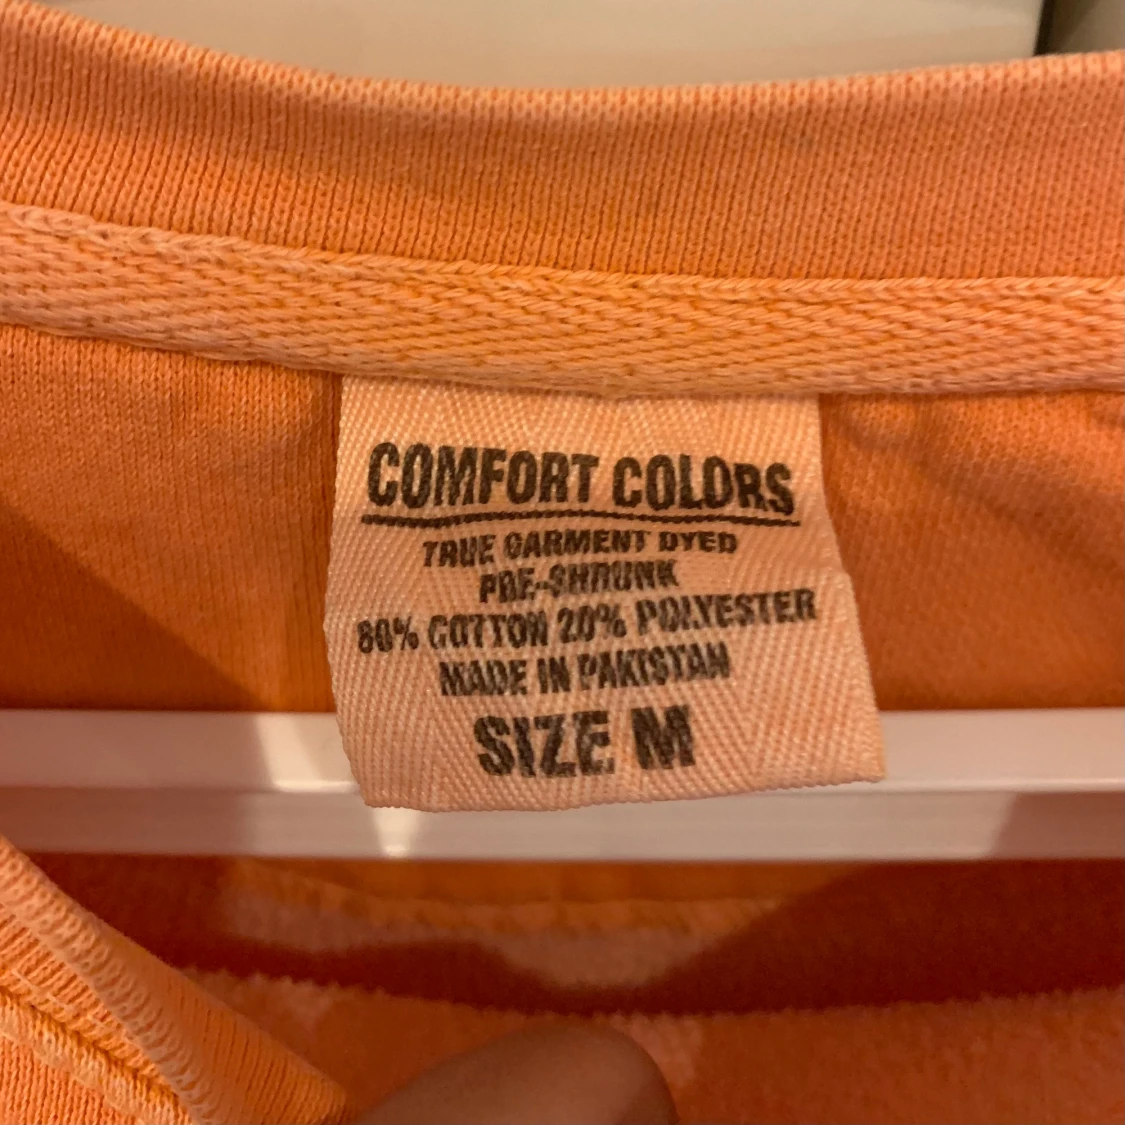 COMFORT COLORS
TRUE GARMENT DYED
PRE-SHRUNK
80% COTTON 20% POLYESTER
MADE IN PAKISTAN
SIZE M